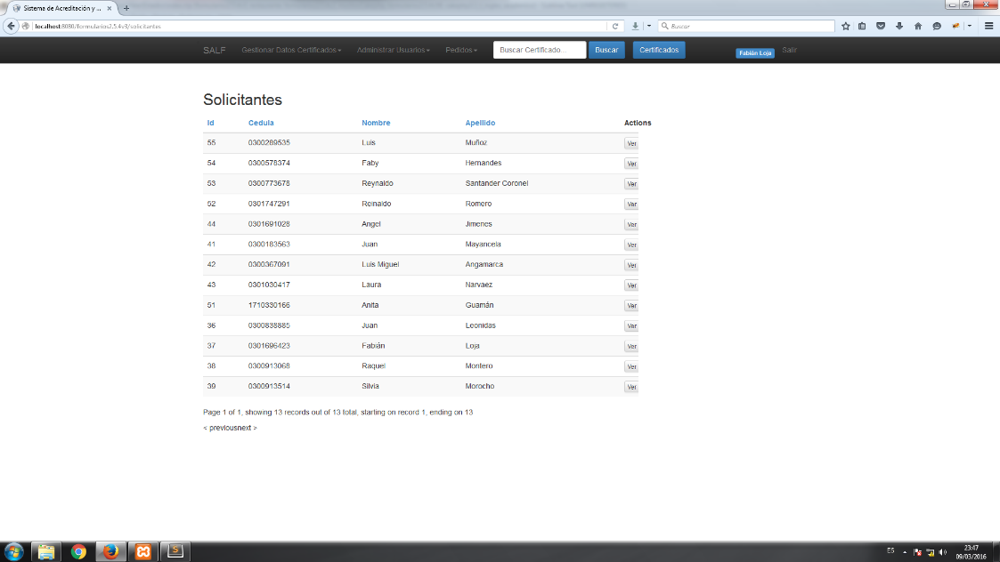 Sistema de Acreditación y ...
localhost:8080/formularios2.5.4v3/solicitantes
Buscar
SALF Gestionar Datos Certificados Administrar Usuarios Pedidos Buscar Certificado... Buscar Certificados Fabián Loja Salir
Solicitantes
Id Cedula Nombre Apellido Actions
55 0300289535 Luis Muñoz Ver
54 0300578374 Faby Hernandes Ver
53 0300773678 Reynaldo Santander Coronel Ver
52 0301747291 Reinaldo Romero Ver
44 0301691028 Angel Jimenes Ver
41 0300183563 Juan Mayancela Ver
42 0300367091 Luis Miguel Angamarca Ver
43 0301030417 Laura Narvaez Ver
51 1710330166 Anita Guamán Ver
36 0300838885 Juan Leonidas Ver
37 0301696423 Fabián Loja Ver
38 0300913068 Raquel Montero Ver
39 0300913514 Silvia Morocho Ver
Page 1 of 1, showing 13 records out of 13 total, starting on record 1, ending on 13
< previousnext >
ES
23:47
09/03/2016